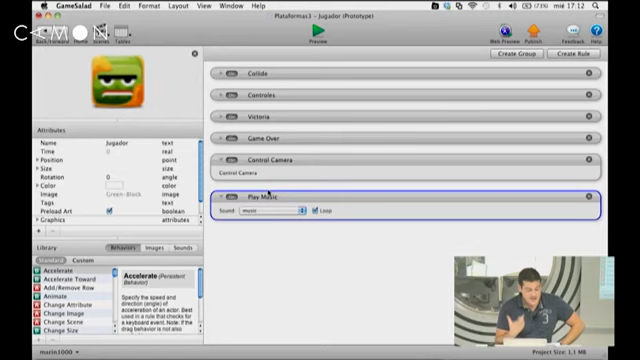 GameSalad File Edit Format Layout View Window Help
mié 17:12
CAMON
Plataformas3 - Jugador (Prototype)
Back/Forward Home Scenes Tables
Preview
Web Preview Publish Feedback Help
Create Group Create Rule
Collide
Controles
Victoria
Game Over
Control Camera
Control Camera
Play Music
Sound: music Loop
Attributes
Name Jugador text
Time 0 real
Position point
Size size
Rotation 0 angle
Color color
Image Green-Block image
Tags text
Preload Art boolean
Graphics attributes
Library Behaviors Images Sounds
Standard Custom
Accelerate
Accelerate Toward
Add/Remove Row
Animate
Change Attribute
Change Image
Change Scene
Change Size
Accelerate (Persistent Behavior)
Specify the speed and direction (angle) of acceleration of an actor. Best used in a rule that checks for a keyboard event. Note: if the drag behavior is not also
marin1000
Project Size: 1.1 MB